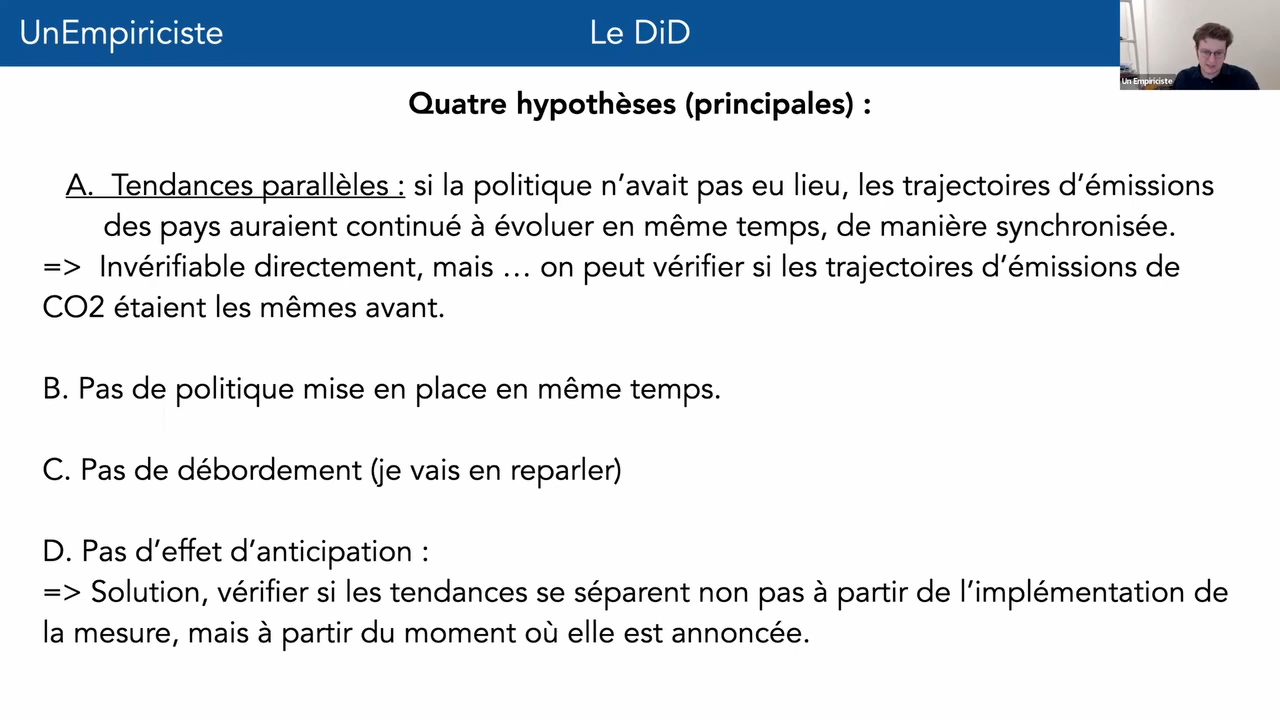 UnEmpiriciste
Le DiD
Un Empiriciste
Quatre hypothèses (principales) :
A. Tendances parallèles : si la politique n’avait pas eu lieu, les trajectoires d’émissions
des pays auraient continué à évoluer en même temps, de manière synchronisée.
=> Invérifiable directement, mais … on peut vérifier si les trajectoires d’émissions de
CO2 étaient les mêmes avant.
B. Pas de politique mise en place en même temps.
C. Pas de débordement (je vais en reparler)
D. Pas d’effet d’anticipation :
=> Solution, vérifier si les tendances se séparent non pas à partir de l’implémentation de
la mesure, mais à partir du moment où elle est annoncée.